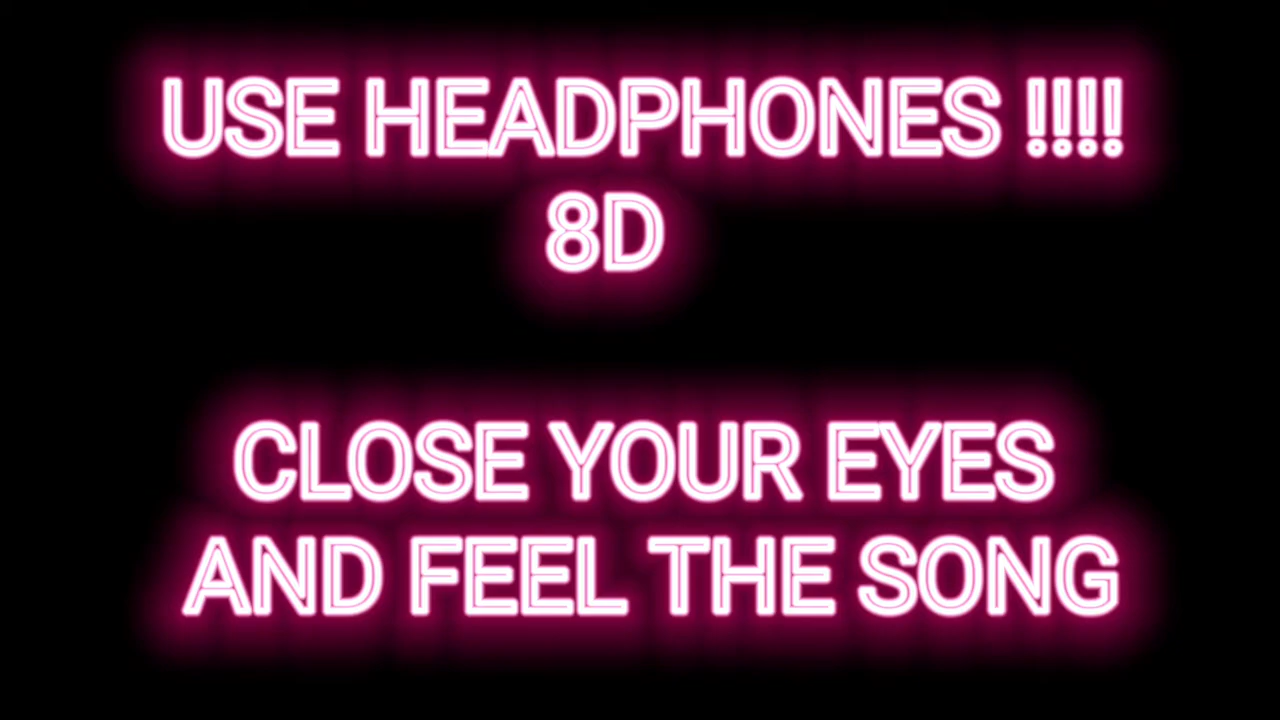 USE HEADPHONES !!!!
8D
CLOSE YOUR EYES
AND FEEL THE SONG